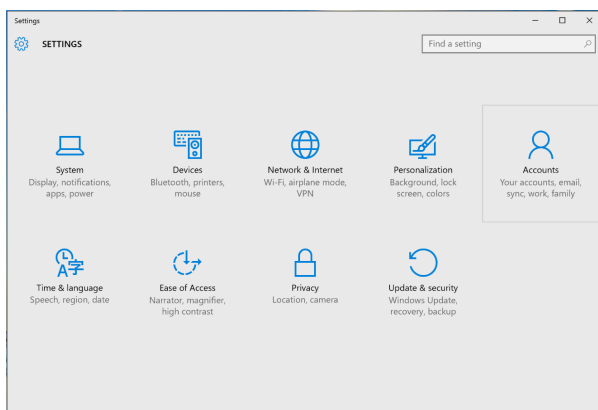 Settings
SETTINGS
Find a setting
System
Display, notifications,
apps, power
Devices
Bluetooth, printers,
mouse
Network & Internet
Wi-Fi, airplane mode,
VPN
Personalization
Background, lock
screen, colors
Accounts
Your accounts, email,
sync, work, family
A字
Time & language
Speech, region, date
Ease of Access
Narrator, magnifier,
high contrast
Privacy
Location, camera
Update & security
Windows Update,
recovery, backup